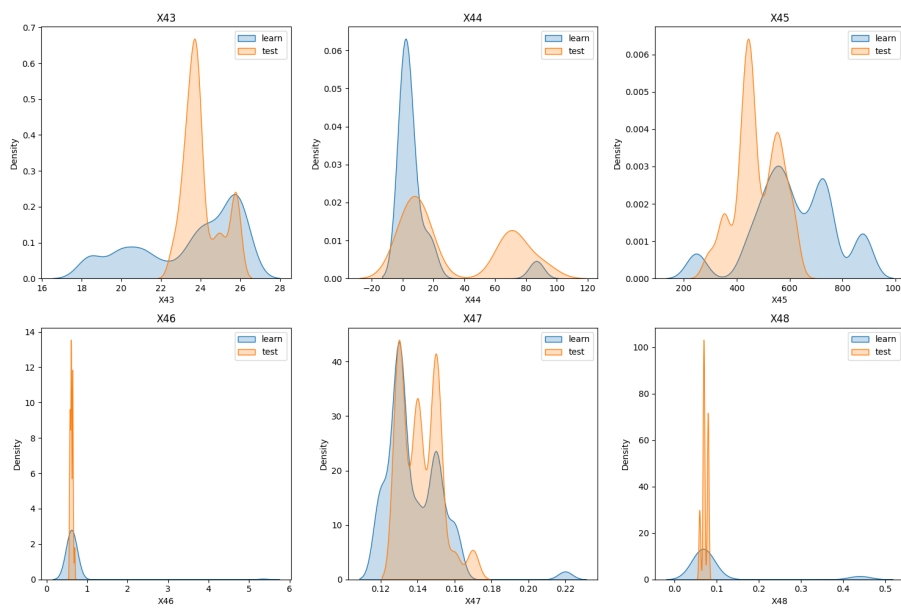 X43
learn
test
Density
0.7
0.6
0.5
0.4
0.3
0.2
0.1
0.0
16 18 20 22 24 26 28
X43
X44
learn
test
Density
0.06
0.05
0.04
0.03
0.02
0.01
0.00
−20 0 20 40 60 80 100 120
X44
X45
learn
test
Density
0.006
0.005
0.004
0.003
0.002
0.001
0.000
200 400 600 800 1000
X45
X46
learn
test
Density
14
12
10
8
6
4
2
0
0 1 2 3 4 5 6
X46
X47
learn
test
Density
40
30
20
10
0
0.12 0.14 0.16 0.18 0.20 0.22
X47
X48
learn
test
Density
100
80
60
40
20
0
0.0 0.1 0.2 0.3 0.4 0.5
X48